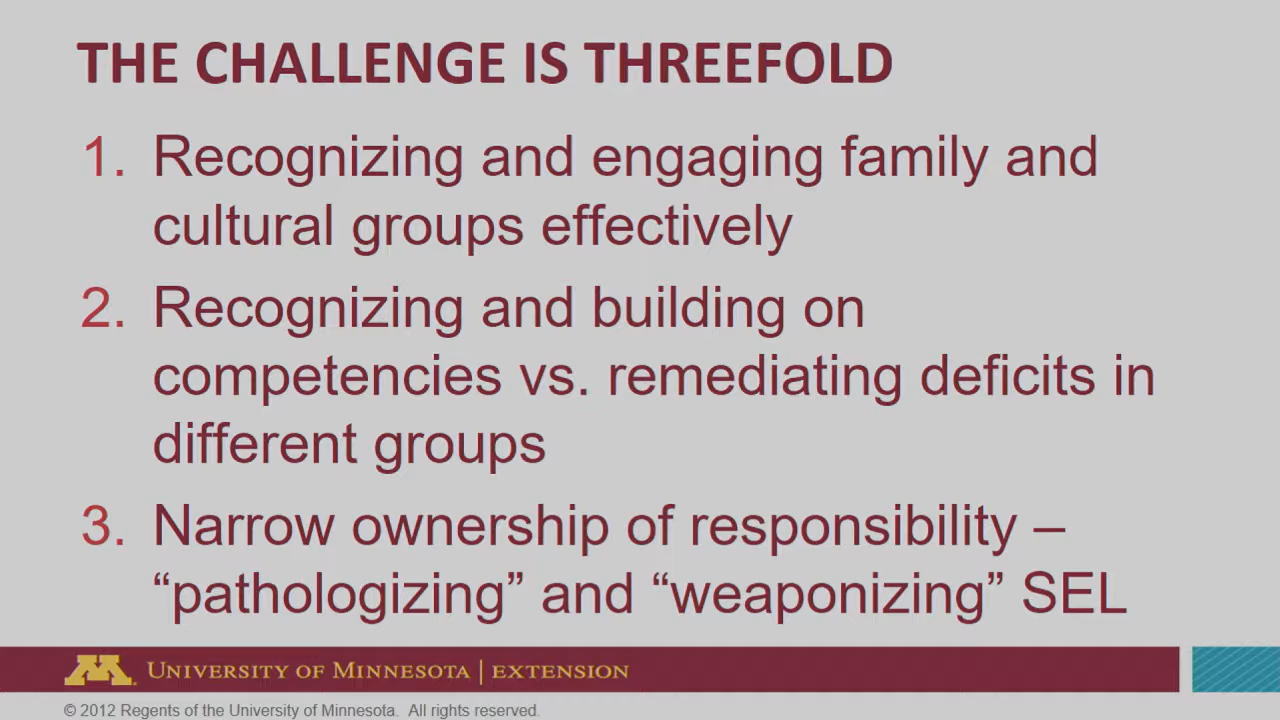 THE CHALLENGE IS THREEFOLD
1. Recognizing and engaging family and
cultural groups effectively
2. Recognizing and building on
competencies vs. remediating deficits in
different groups
3. Narrow ownership of responsibility –
“pathologizing” and “weaponizing” SEL
M UNIVERSITY OF MINNESOTA | EXTENSION
© 2012 Regents of the University of Minnesota. All rights reserved.